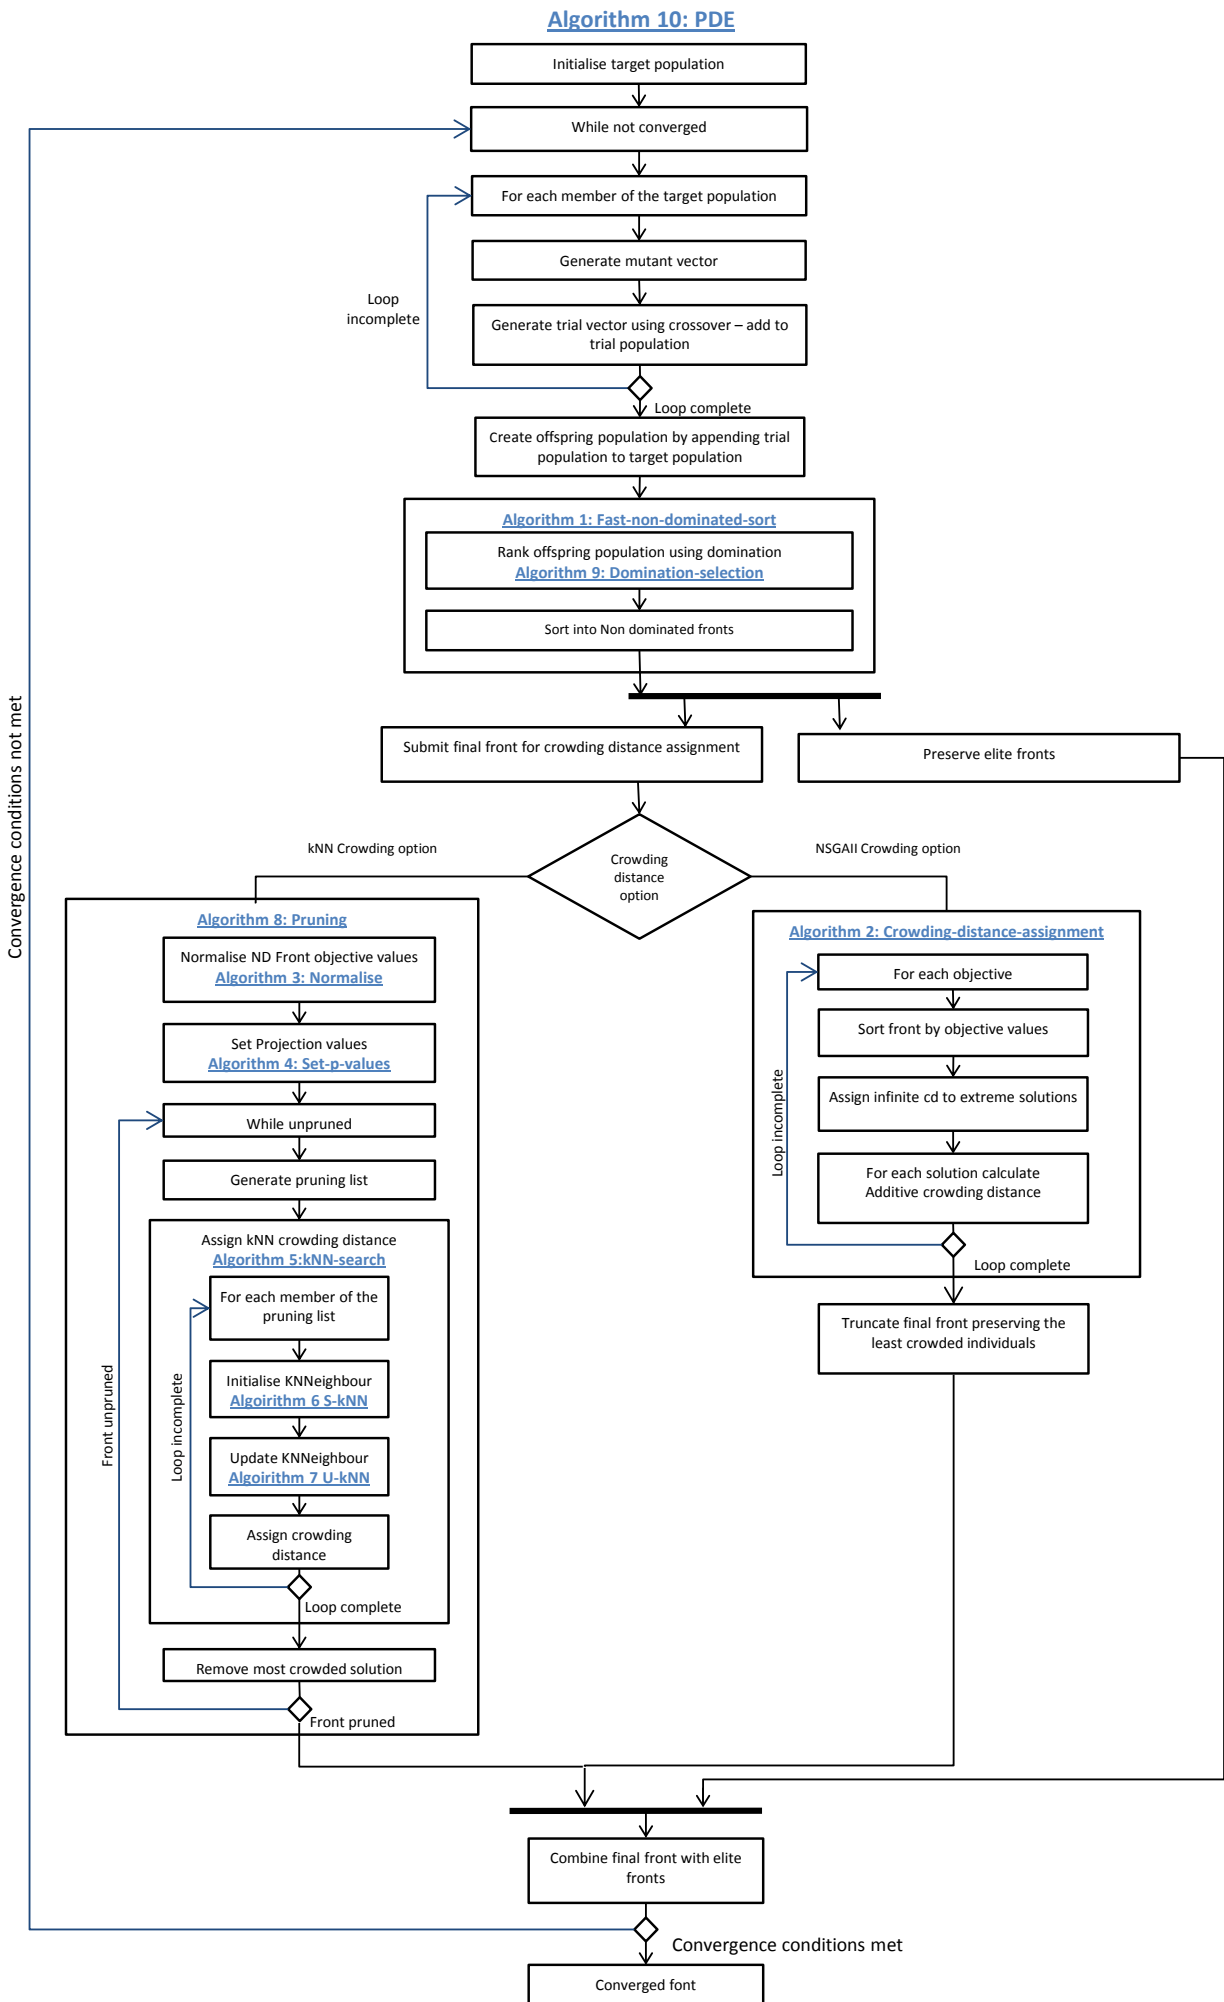 Algorithm 10: PDE
Initialise target population
While not converged
For each member of the target population
Generate mutant vector
Loop
incomplete
Generate trial vector using crossover – add to
trial population
Loop complete
Create offspring population by appending trial
population to target population
Algorithm 1: Fast-non-dominated-sort
Rank offspring population using domination
Algorithm 9: Domination-selection
Sort into Non dominated fronts
Convergence conditions not met
Submit final front for crowding distance assignment
Preserve elite fronts
kNN Crowding option
NSGAII Crowding option
Crowding
distance
option
Algorithm 8: Pruning
Normalise ND Front objective values
Algorithm 3: Normalise
Set Projection values
Algorithm 4: Set-p-values
While unpruned
Generate pruning list
Assign kNN crowding distance
Algorithm 5:kNN-search
For each member of the
pruning list
Initialise KNNeighbour
Algoirithm 6 S-kNN
Update KNNeighbour
Algoirithm 7 U-kNN
Assign crowding
distance
Loop incomplete
Front unpruned
Loop complete
Remove most crowded solution
Front pruned
Algorithm 2: Crowding-distance-assignment
For each objective
Sort front by objective values
Assign infinite cd to extreme solutions
For each solution calculate
Additive crowding distance
Loop incomplete
Loop complete
Truncate final front preserving the
least crowded individuals
Combine final front with elite
fronts
Convergence conditions met
Converged font